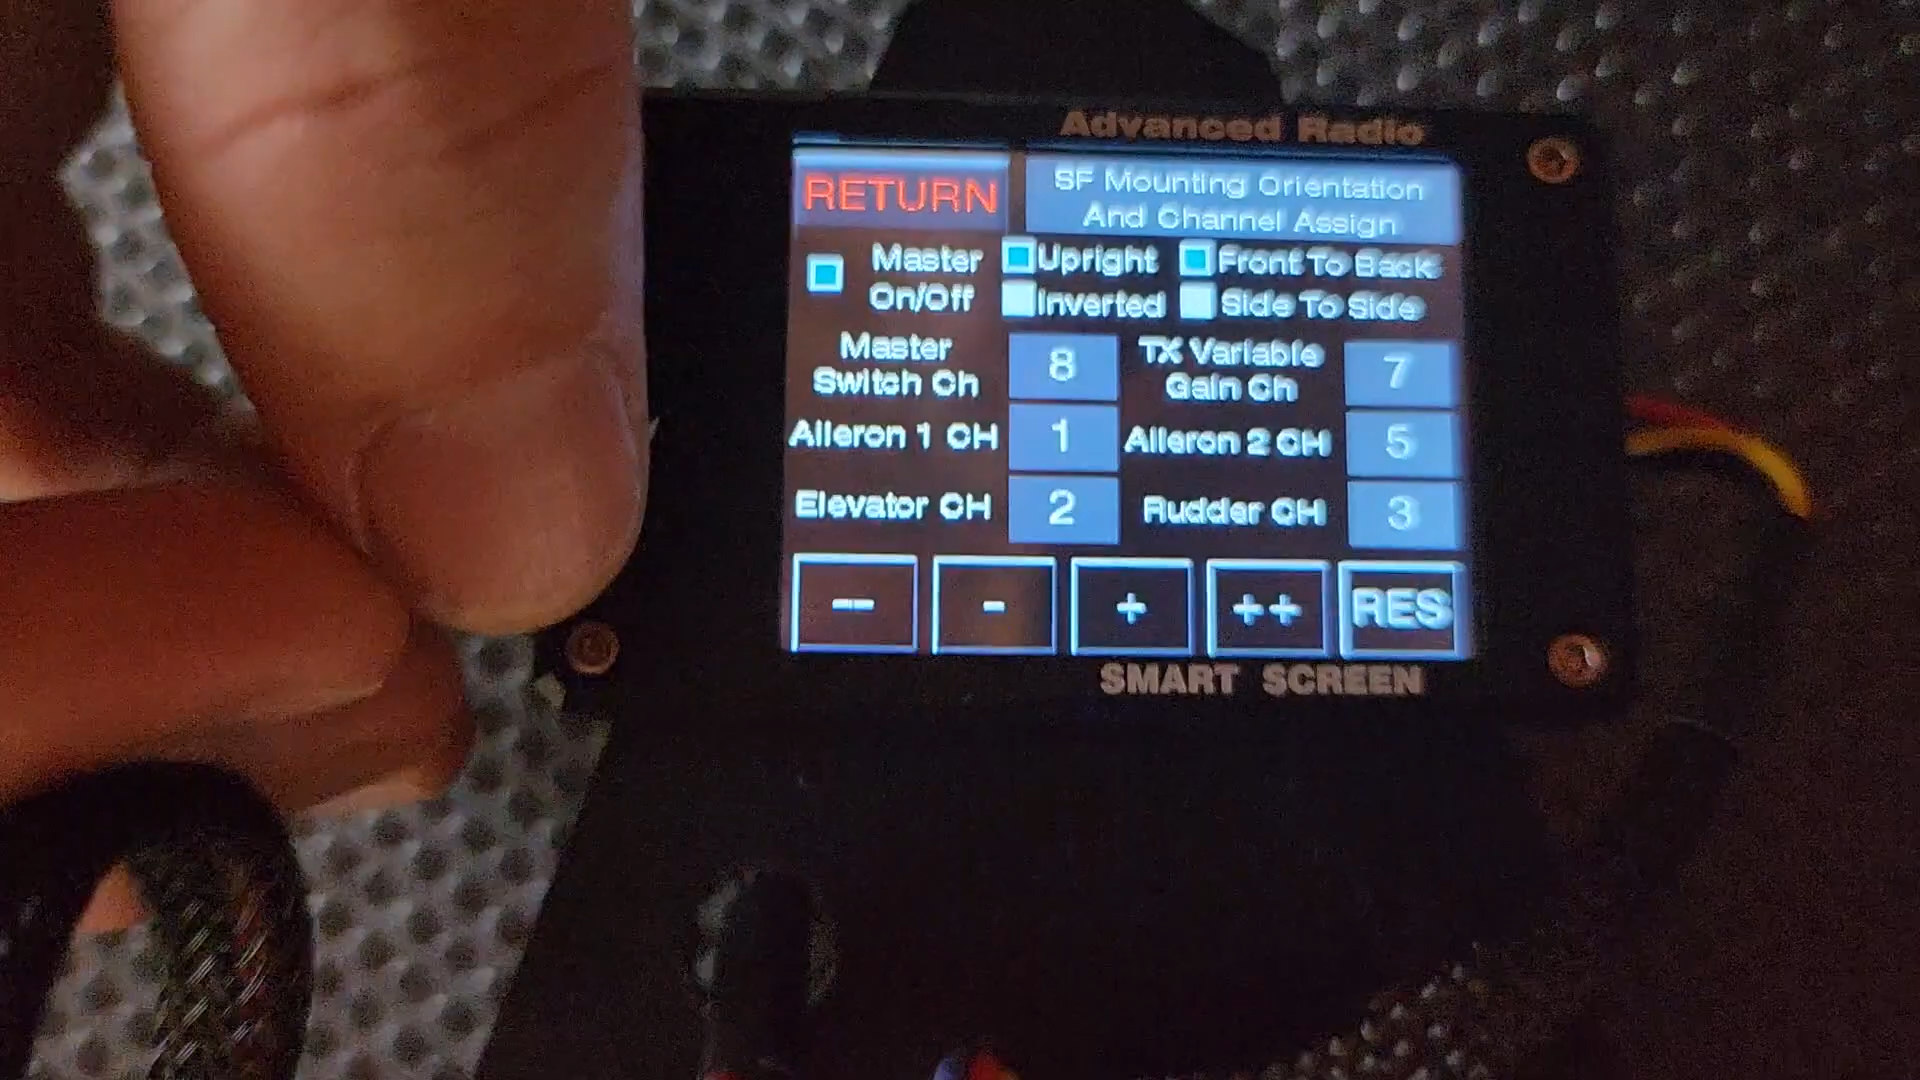 Advanced Radio
RETURN
SF Mounting Orientation
And Channel Assign
Master
On/Off
Upright
Front To Back
Inverted
Side To Side
Master
Switch Ch
8
TX Variable
Gain Ch
7
Aileron 1 CH
1
Aileron 2 CH
5
Elevator CH
2
Rudder CH
3
-- - + ++ RES
SMART SCREEN